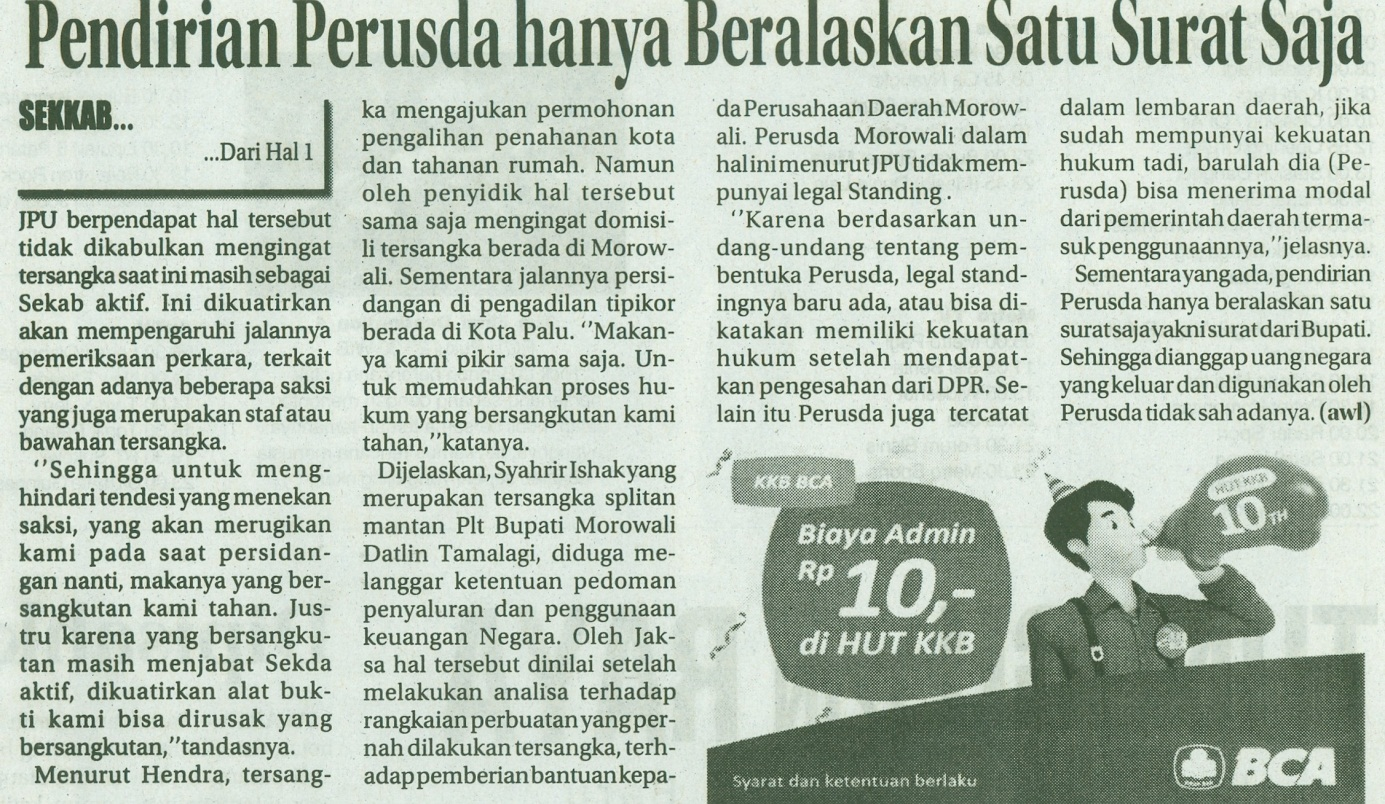 Pendirian Perusda hanya Beralaskan Satu Surat Saja
SEKKAB...
...Dari Hal 1
JPU berpendapat hal tersebut
tidak dikabulkan mengingat
tersangka saat ini masih sebagai
Sekab aktif. Ini dikuatirkan
akan mempengaruhi jalannya
pemeriksaan perkara, terkait
dengan adanya beberapa saksi
yang juga merupakan staf atau
bawahan tersangka.
''Sehingga untuk meng-
hindari tendesi yang menekan
saksi, yang akan merugikan
kami pada saat persidan-
gan nanti, makanya yang ber-
sangkutan kami tahan. Jus-
tru karena yang bersangku-
tan masih menjabat Sekda
aktif, dikuatirkan alat buk-
ti kami bisa dirusak yang
bersangkutan,''tandasnya.
Menurut Hendra, tersang-
ka mengajukan permohonan
pengalihan penahanan kota
dan tahanan rumah. Namun
oleh penyidik hal tersebut
sama saja mengingat domisi-
li tersangka berada di Morow-
ali. Sementara jalannya persi-
dangan di pengadilan tipikor
berada di Kota Palu. ''Makan-
ya kami pikir sama saja. Un-
tuk memudahkan proses hu-
kum yang bersangkutan kami
tahan,''katanya.
Dijelaskan, Syahrir Ishak yang
merupakan tersangka splitan
mantan Plt Bupati Morowali
Datlin Tamalagi, diduga me-
langgar ketentuan pedoman
penyaluran dan penggunaan
keuangan Negara. Oleh Jak-
sa hal tersebut dinilai setelah
melakukan analisa terhadap
rangkaian perbuatan yang per-
nah dilakukan tersangka, terh-
adap pemberian bantuan kepa-
da Perusahaan Daerah Morow-
ali. Perusda Morowali dalam
hal ini menurut JPU tidak mem-
punyai legal Standing .
''Karena berdasarkan un-
dang-undang tentang pem-
bentuka Perusda, legal stand-
ingnya baru ada, atau bisa di-
katakan memiliki kekuatan
hukum setelah mendapat-
kan pengesahan dari DPR. Se-
lain itu Perusda juga tercatat
dalam lembaran daerah, jika
sudah mempunyai kekuatan
hukum tadi, barulah dia (Pe-
rusda) bisa menerima modal
dari pemerintah daerah terma-
suk penggunaannya,''jelasnya.
Sementara yang ada, pendirian
Perusda hanya beralaskan satu
surat saja yakni surat dari Bupati.
Sehingga dianggap uang negara
yang keluar dan digunakan oleh
Perusda tidak sah adanya. (awl)
KKB BCA
Biaya Admin
Rp 10,-
di HUT KKB
HUT KKB
10TH
Syarat dan ketentuan berlaku
BCA